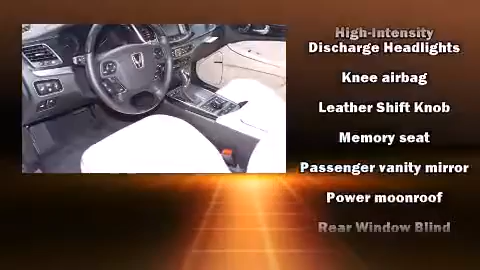 High-Intensity
Discharge Headlights
Knee airbag
Leather Shift Knob
Memory seat
Passenger vanity mirror
Power moonroof
Rear Window Blind